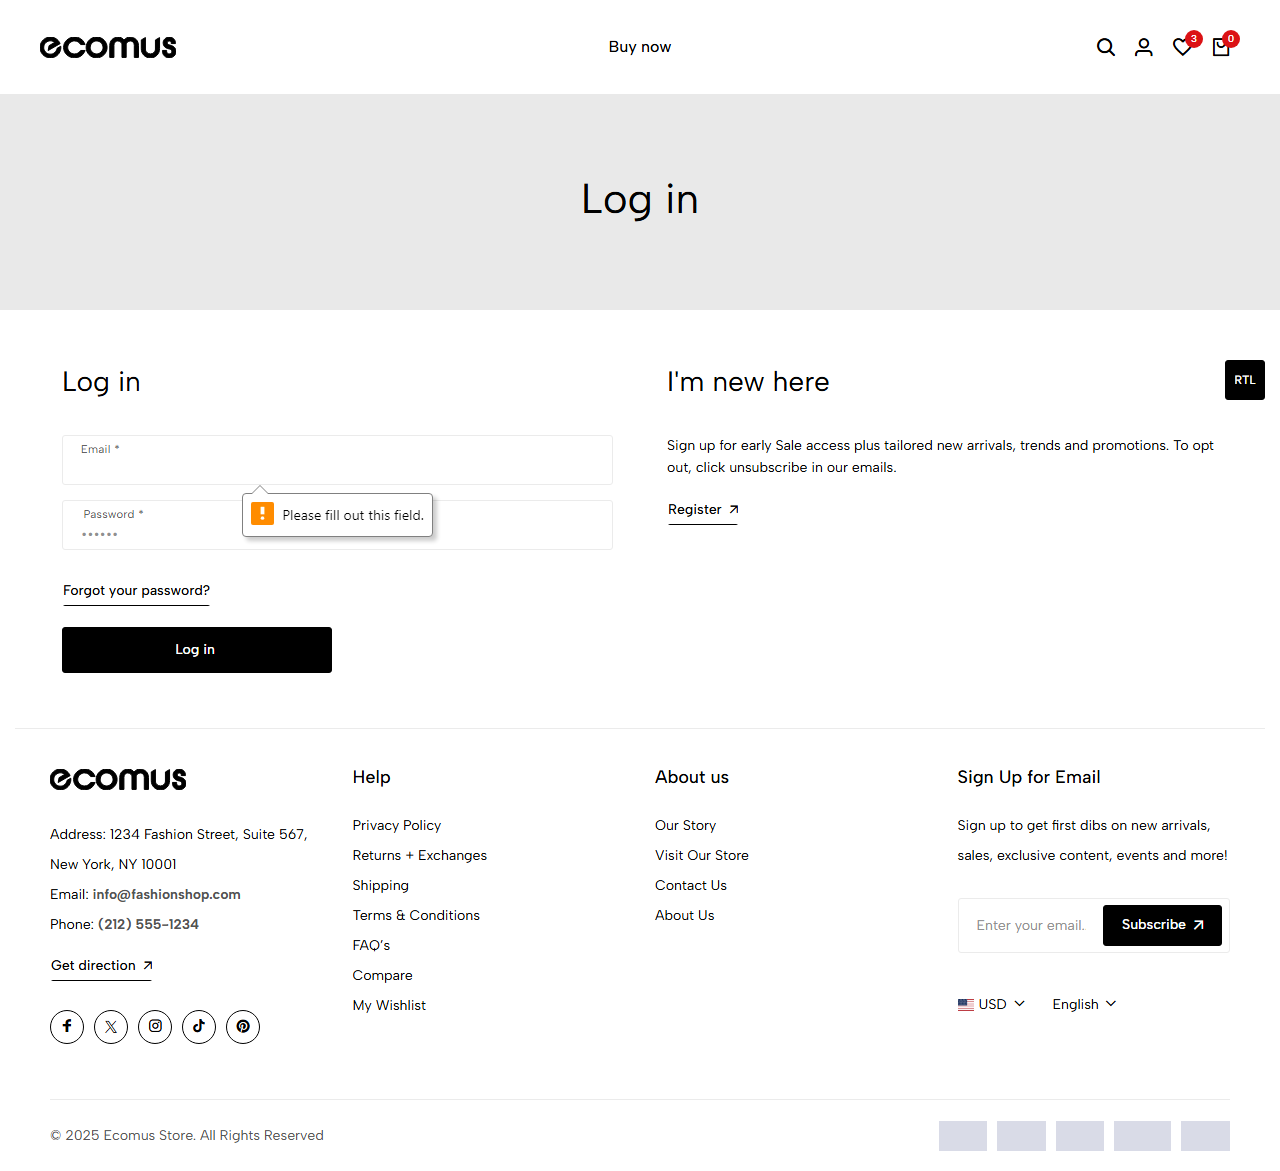 ecomus
Buy now
3
0
Log in
Log in
Email *
Please fill out this field.
Password *
••••••
Forgot your password?
Log in
I'm new here
RTL
Sign up for early Sale access plus tailored new arrivals, trends and promotions. To opt
out, click unsubscribe in our emails.
Register
ecomus
Address: 1234 Fashion Street, Suite 567,
New York, NY 10001
Email: info@fashionshop.com
Phone: (212) 555-1234
Get direction
Help
Privacy Policy
Returns + Exchanges
Shipping
Terms & Conditions
FAQ’s
Compare
My Wishlist
About us
Our Story
Visit Our Store
Contact Us
About Us
Sign Up for Email
Sign up to get first dibs on new arrivals,
sales, exclusive content, events and more!
Enter your email.
Subscribe
USD
English
© 2025 Ecomus Store. All Rights Reserved